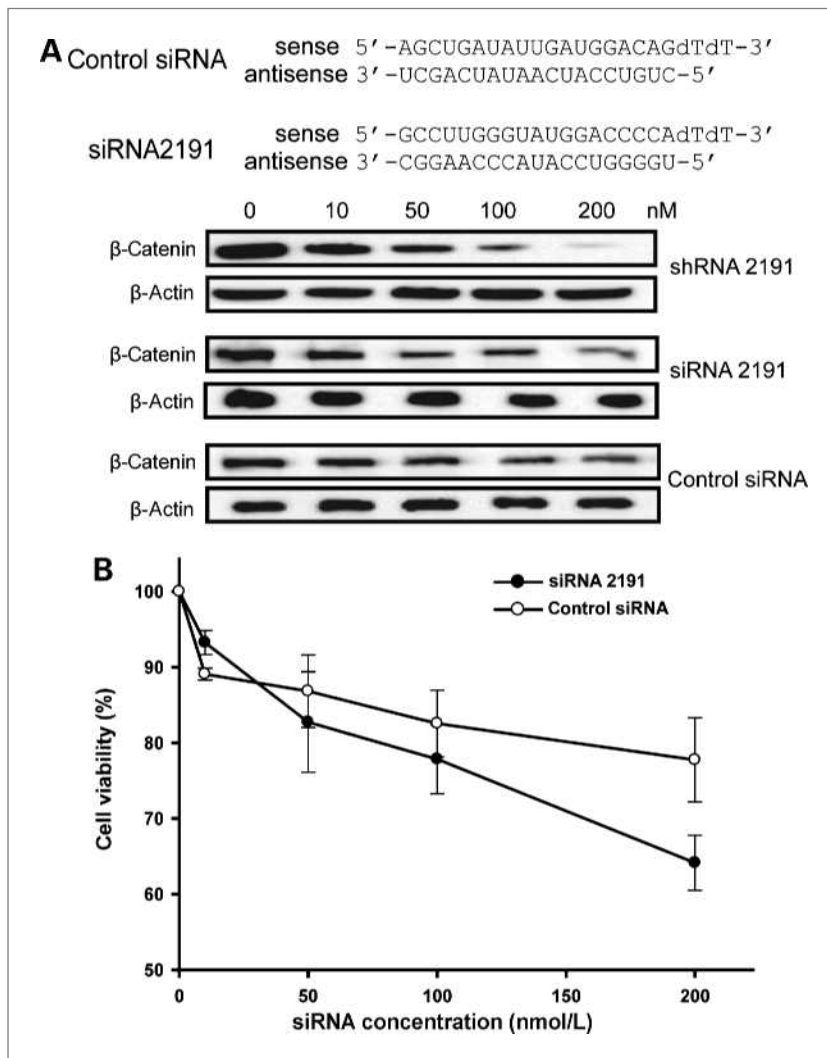 A
Control siRNA
sense 5′-AGCUGAUAUUGAUGGACAGdTdT-3′
antisense 3′-UCGACUAUAACUACCUGUC-5′
siRNA2191
sense 5′-GCCUUGGGUAUGGACCCCAdTdT-3′
antisense 3′-CGGAACCCAUACCUGGGGU-5′
0 10 50 100 200 nM
β-Catenin
shRNA 2191
β-Actin
β-Catenin
siRNA 2191
β-Actin
β-Catenin
Control siRNA
β-Actin
B
siRNA 2191
Control siRNA
100
90
80
70
60
50
Cell viability (%)
0 50 100 150 200
siRNA concentration (nmol/L)